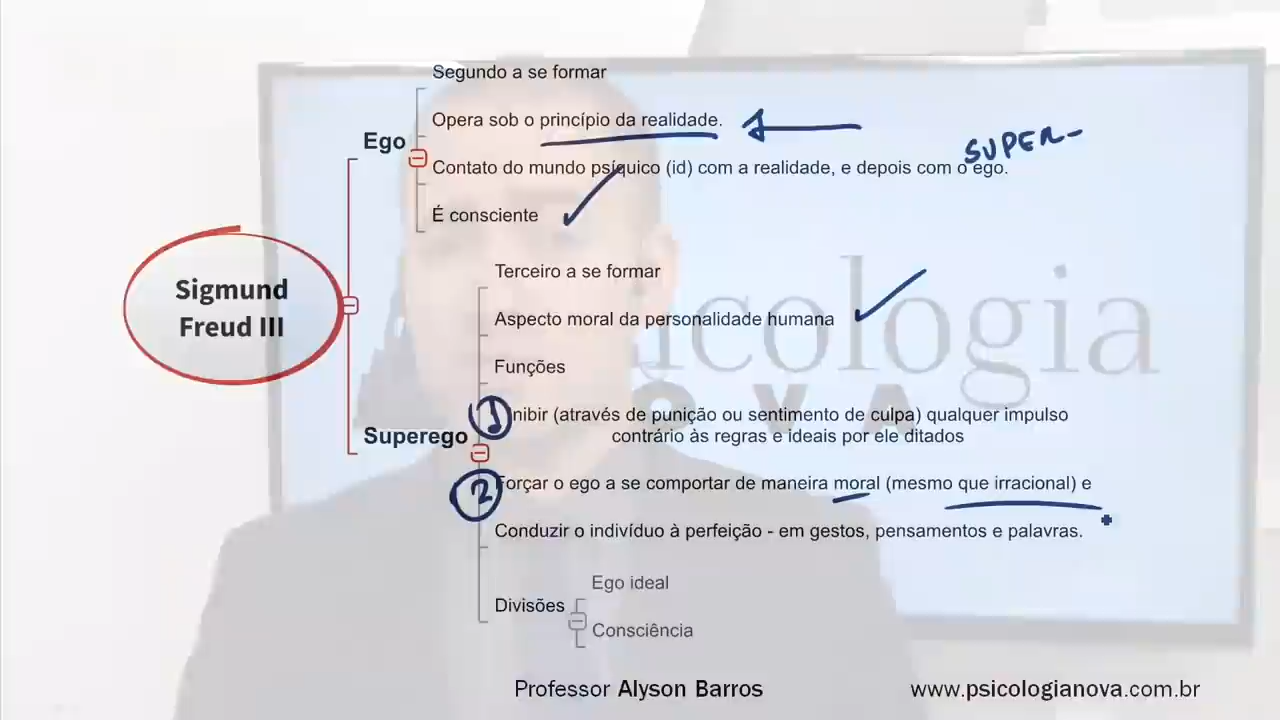 Segundo a se formar
Opera sob o princípio da realidade.
SUPER-
Ego
Contato do mundo psíquico (id) com a realidade, e depois com o ego.
É consciente
Sigmund
Freud III
Terceiro a se formar
Aspecto moral da personalidade humana
Funções
1 nibir (através de punição ou sentimento de culpa) qualquer impulso
contrário às regras e ideais por ele ditados
Superego
2 Forçar o ego a se comportar de maneira moral (mesmo que irracional) e
Conduzir o indivíduo à perfeição - em gestos, pensamentos e palavras.
Ego ideal
Divisões
Consciência
psicologia
NOVA
Professor Alyson Barros
www.psicologianova.com.br